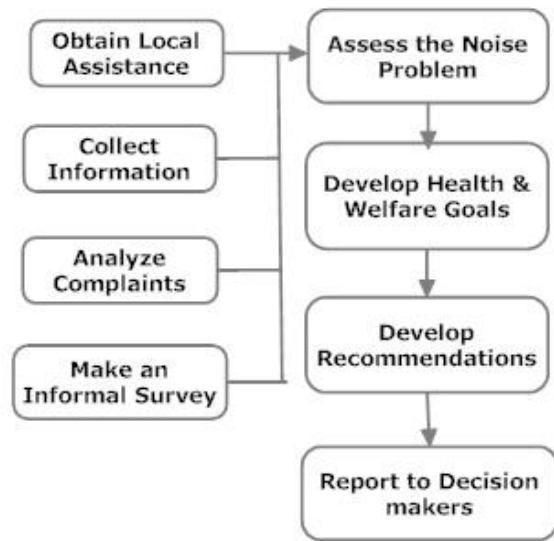 Obtain Local
Assistance
Collect
Information
Analyze
Complaints
Make an
Informal Survey
Assess the Noise
Problem
Develop Health &
Welfare Goals
Develop
Recommendations
Report to Decision
makers